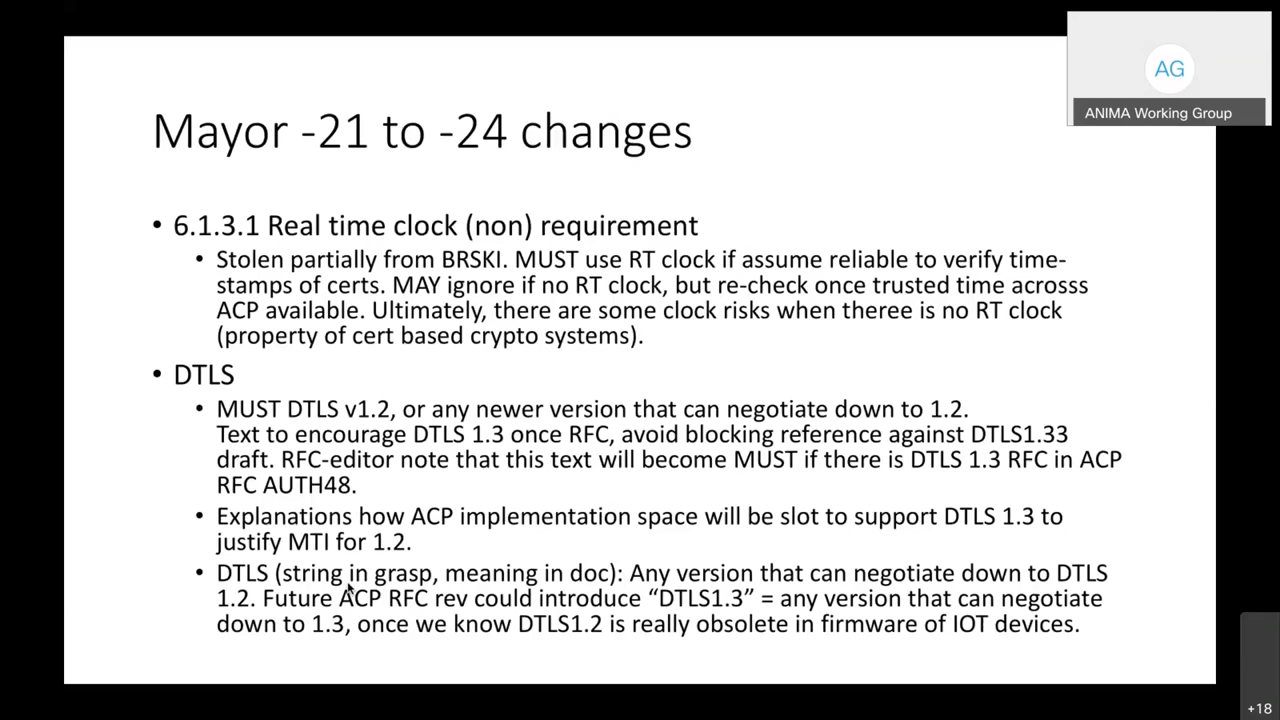 AG
ANIMA Working Group
Mayor -21 to -24 changes
• 6.1.3.1 Real time clock (non) requirement
• Stolen partially from BRSKI. MUST use RT clock if assume reliable to verify time-
stamps of certs. MAY ignore if no RT clock, but re-check once trusted time acrosss
ACP available. Ultimately, there are some clock risks when theree is no RT clock
(property of cert based crypto systems).
• DTLS
• MUST DTLS v1.2, or any newer version that can negotiate down to 1.2.
Text to encourage DTLS 1.3 once RFC, avoid blocking reference against DTLS1.33
draft. RFC-editor note that this text will become MUST if there is DTLS 1.3 RFC in ACP
RFC AUTH48.
• Explanations how ACP implementation space will be slot to support DTLS 1.3 to
justify MTI for 1.2.
• DTLS (string in grasp, meaning in doc): Any version that can negotiate down to DTLS
1.2. Future ACP RFC rev could introduce “DTLS1.3” = any version that can negotiate
down to 1.3, once we know DTLS1.2 is really obsolete in firmware of IOT devices.
+18